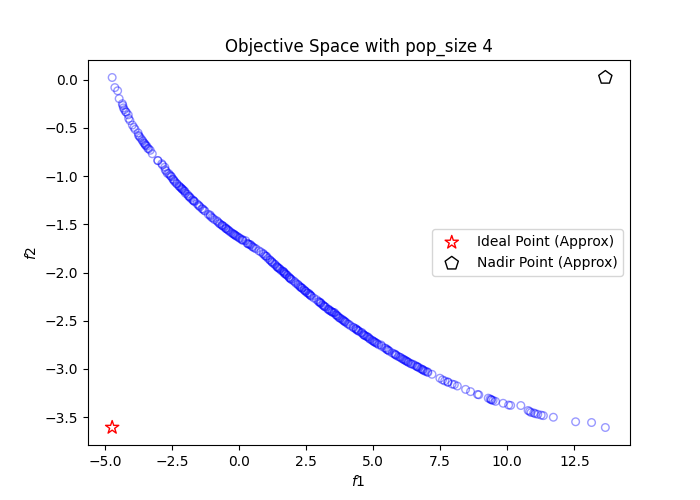 Objective Space with pop_size 4
0.0
−0.5
−1.0
−1.5
−2.0
−2.5
−3.0
−3.5
f2
Ideal Point (Approx)
Nadir Point (Approx)
−5.0 −2.5 0.0 2.5 5.0 7.5 10.0 12.5
f1